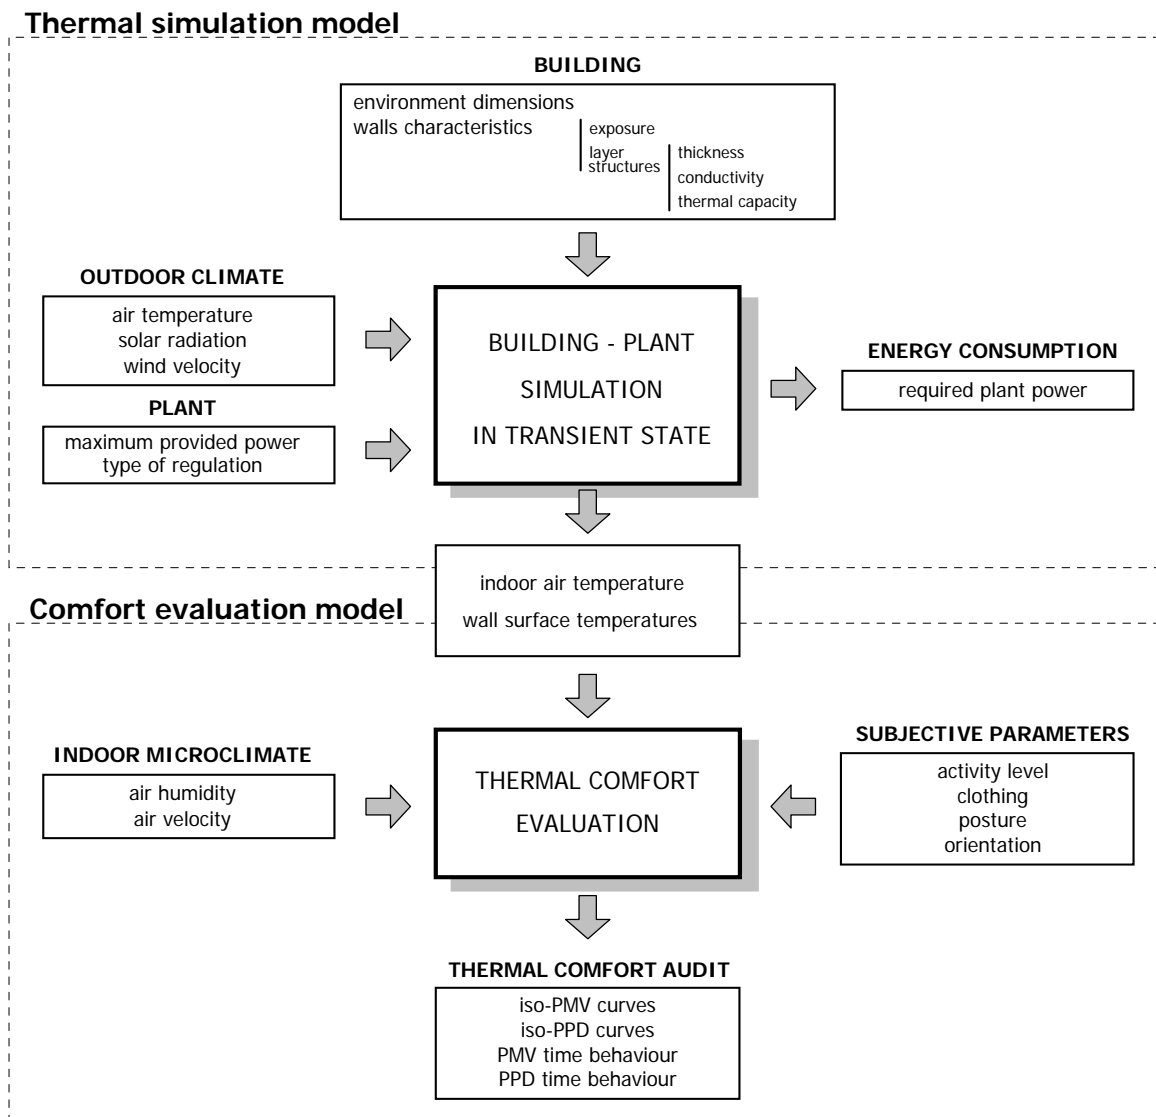 Thermal simulation model
BUILDING
environment dimensions
walls characteristics
exposure
layer
structures
thickness
conductivity
thermal capacity
OUTDOOR CLIMATE
air temperature
solar radiation
wind velocity
PLANT
maximum provided power
type of regulation
BUILDING - PLANT
SIMULATION
IN TRANSIENT STATE
ENERGY CONSUMPTION
required plant power
indoor air temperature
wall surface temperatures
Comfort evaluation model
INDOOR MICROCLIMATE
air humidity
air velocity
THERMAL COMFORT
EVALUATION
SUBJECTIVE PARAMETERS
activity level
clothing
posture
orientation
THERMAL COMFORT AUDIT
iso-PMV curves
iso-PPD curves
PMV time behaviour
PPD time behaviour